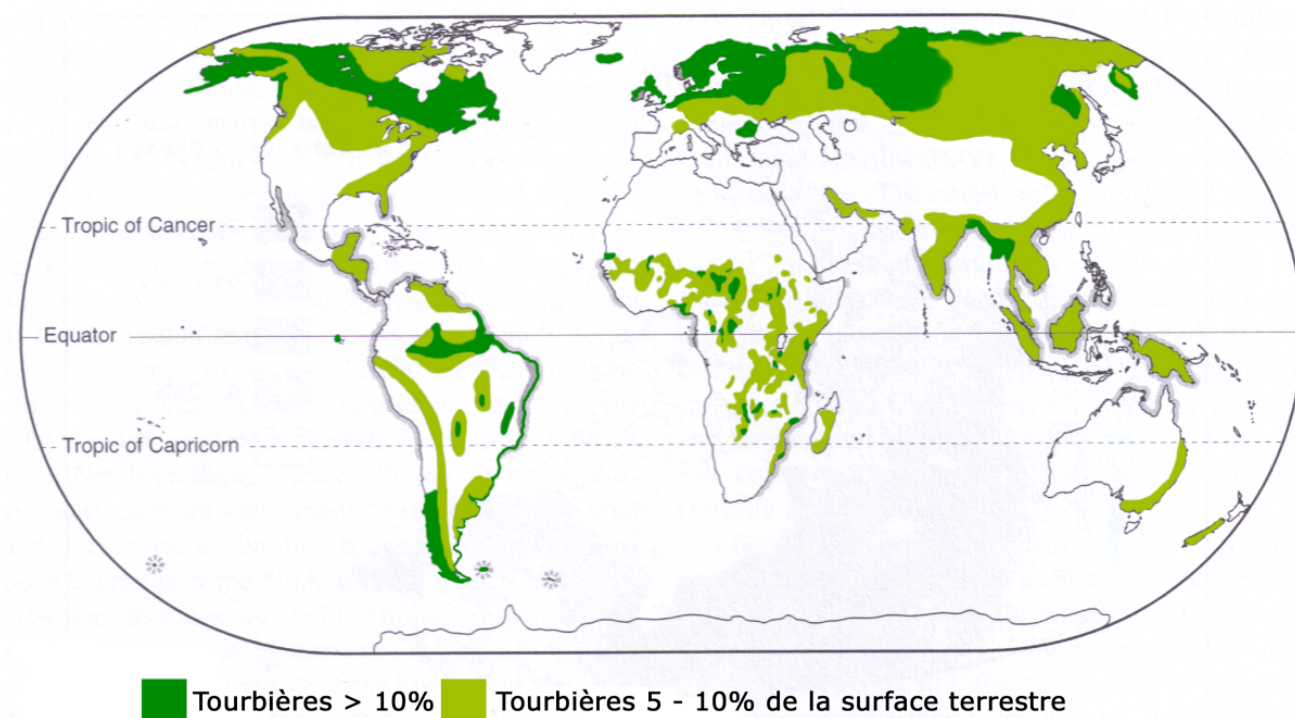 Tropic of Cancer
Equator
Tropic of Capricorn
Tourbières > 10% Tourbières 5 - 10% de la surface terrestre